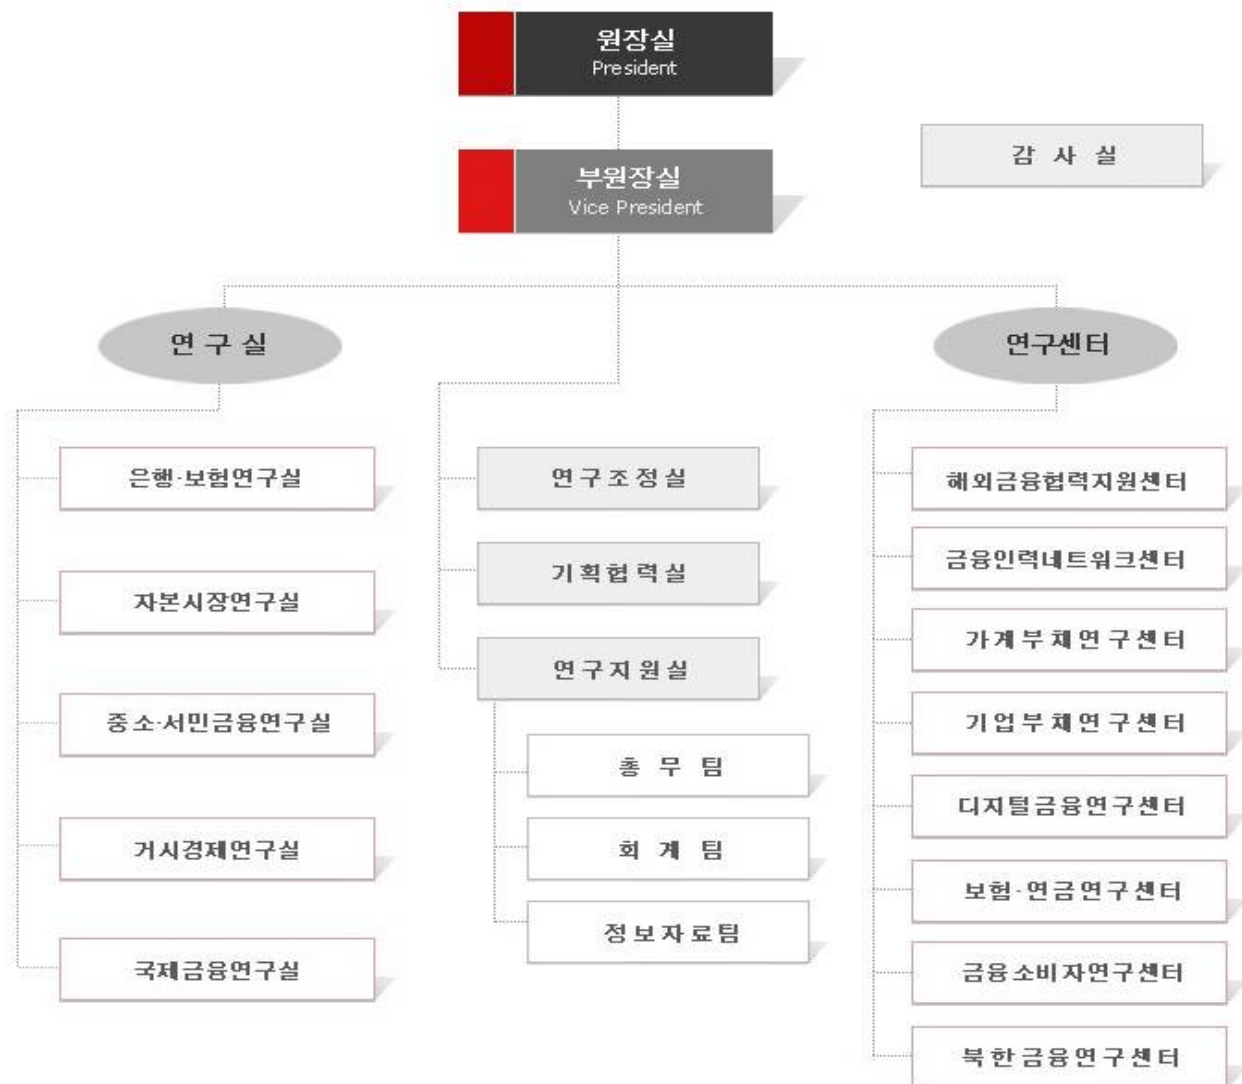 원장실
President
감 사 실
부원장실
Vice President
연 구 실
연구센터
은행·보험연구실
자본시장연구실
중소·서민금융연구실
거시경제연구실
국제금융연구실
연구조정실
기획협력실
연구지원실
총 무 팀
회 계 팀
정보자료팀
해외금융협력지원센터
금융인력네트워크센터
가계부채연구센터
기업부채연구센터
디지털금융연구센터
보험·연금연구센터
금융소비자연구센터
북한금융연구센터